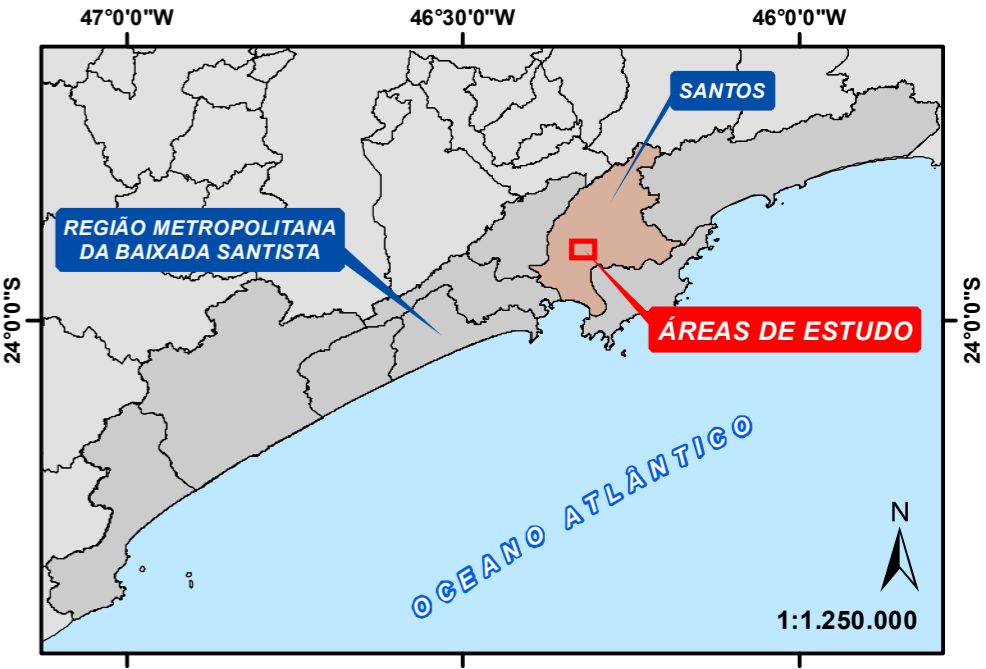 47°0'0"W
46°30'0"W
46°0'0"W
SANTOS
REGIÃO METROPOLITANA
DA BAIXADA SANTISTA
24°0'0"S
24°0'0"S
ÁREAS DE ESTUDO
OCEANO ATLÂNTICO
N
1:1.250.000